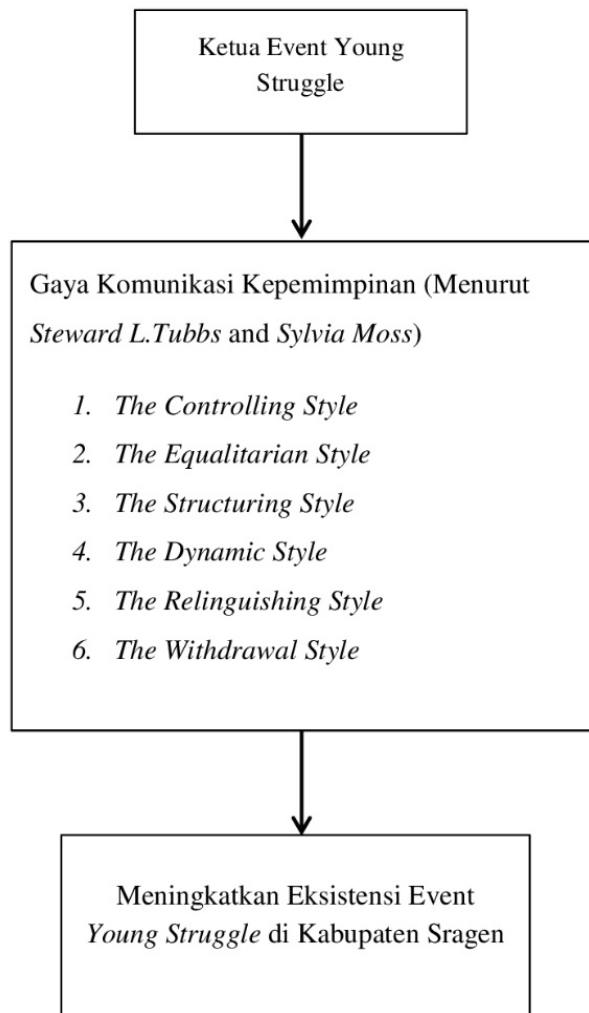 Ketua Event Young
Struggle
Gaya Komunikasi Kepemimpinan (Menurut
Steward L.Tubbs and Sylvia Moss)
1. The Controlling Style
2. The Equalitarian Style
3. The Structuring Style
4. The Dynamic Style
5. The Relinguishing Style
6. The Withdrawal Style
Meningkatkan Eksistensi Event
Young Struggle di Kabupaten Sragen